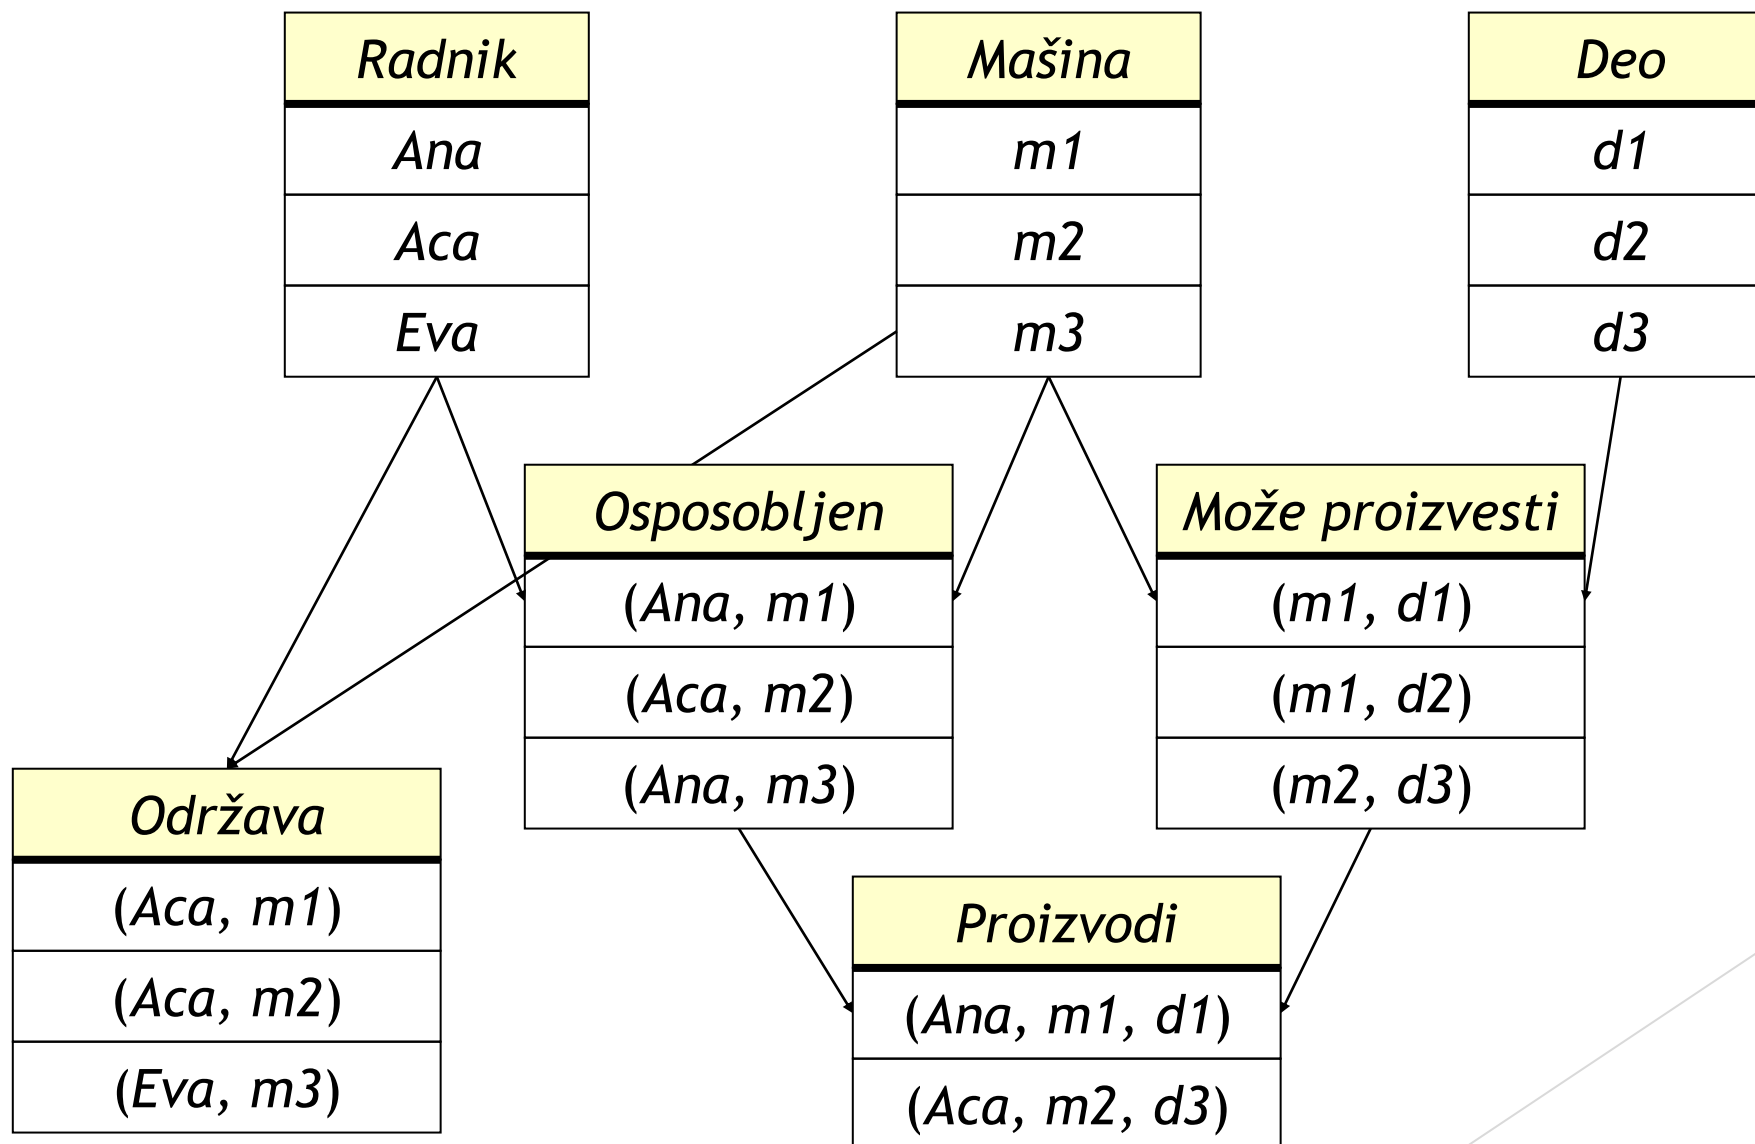 Radnik
Ana
Aca
Eva
Mašina
m1
m2
m3
Deo
d1
d2
d3
Osposobljen
(Ana, m1)
(Aca, m2)
(Ana, m3)
Može proizvesti
(m1, d1)
(m1, d2)
(m2, d3)
Održava
(Aca, m1)
(Aca, m2)
(Eva, m3)
Proizvodi
(Ana, m1, d1)
(Aca, m2, d3)